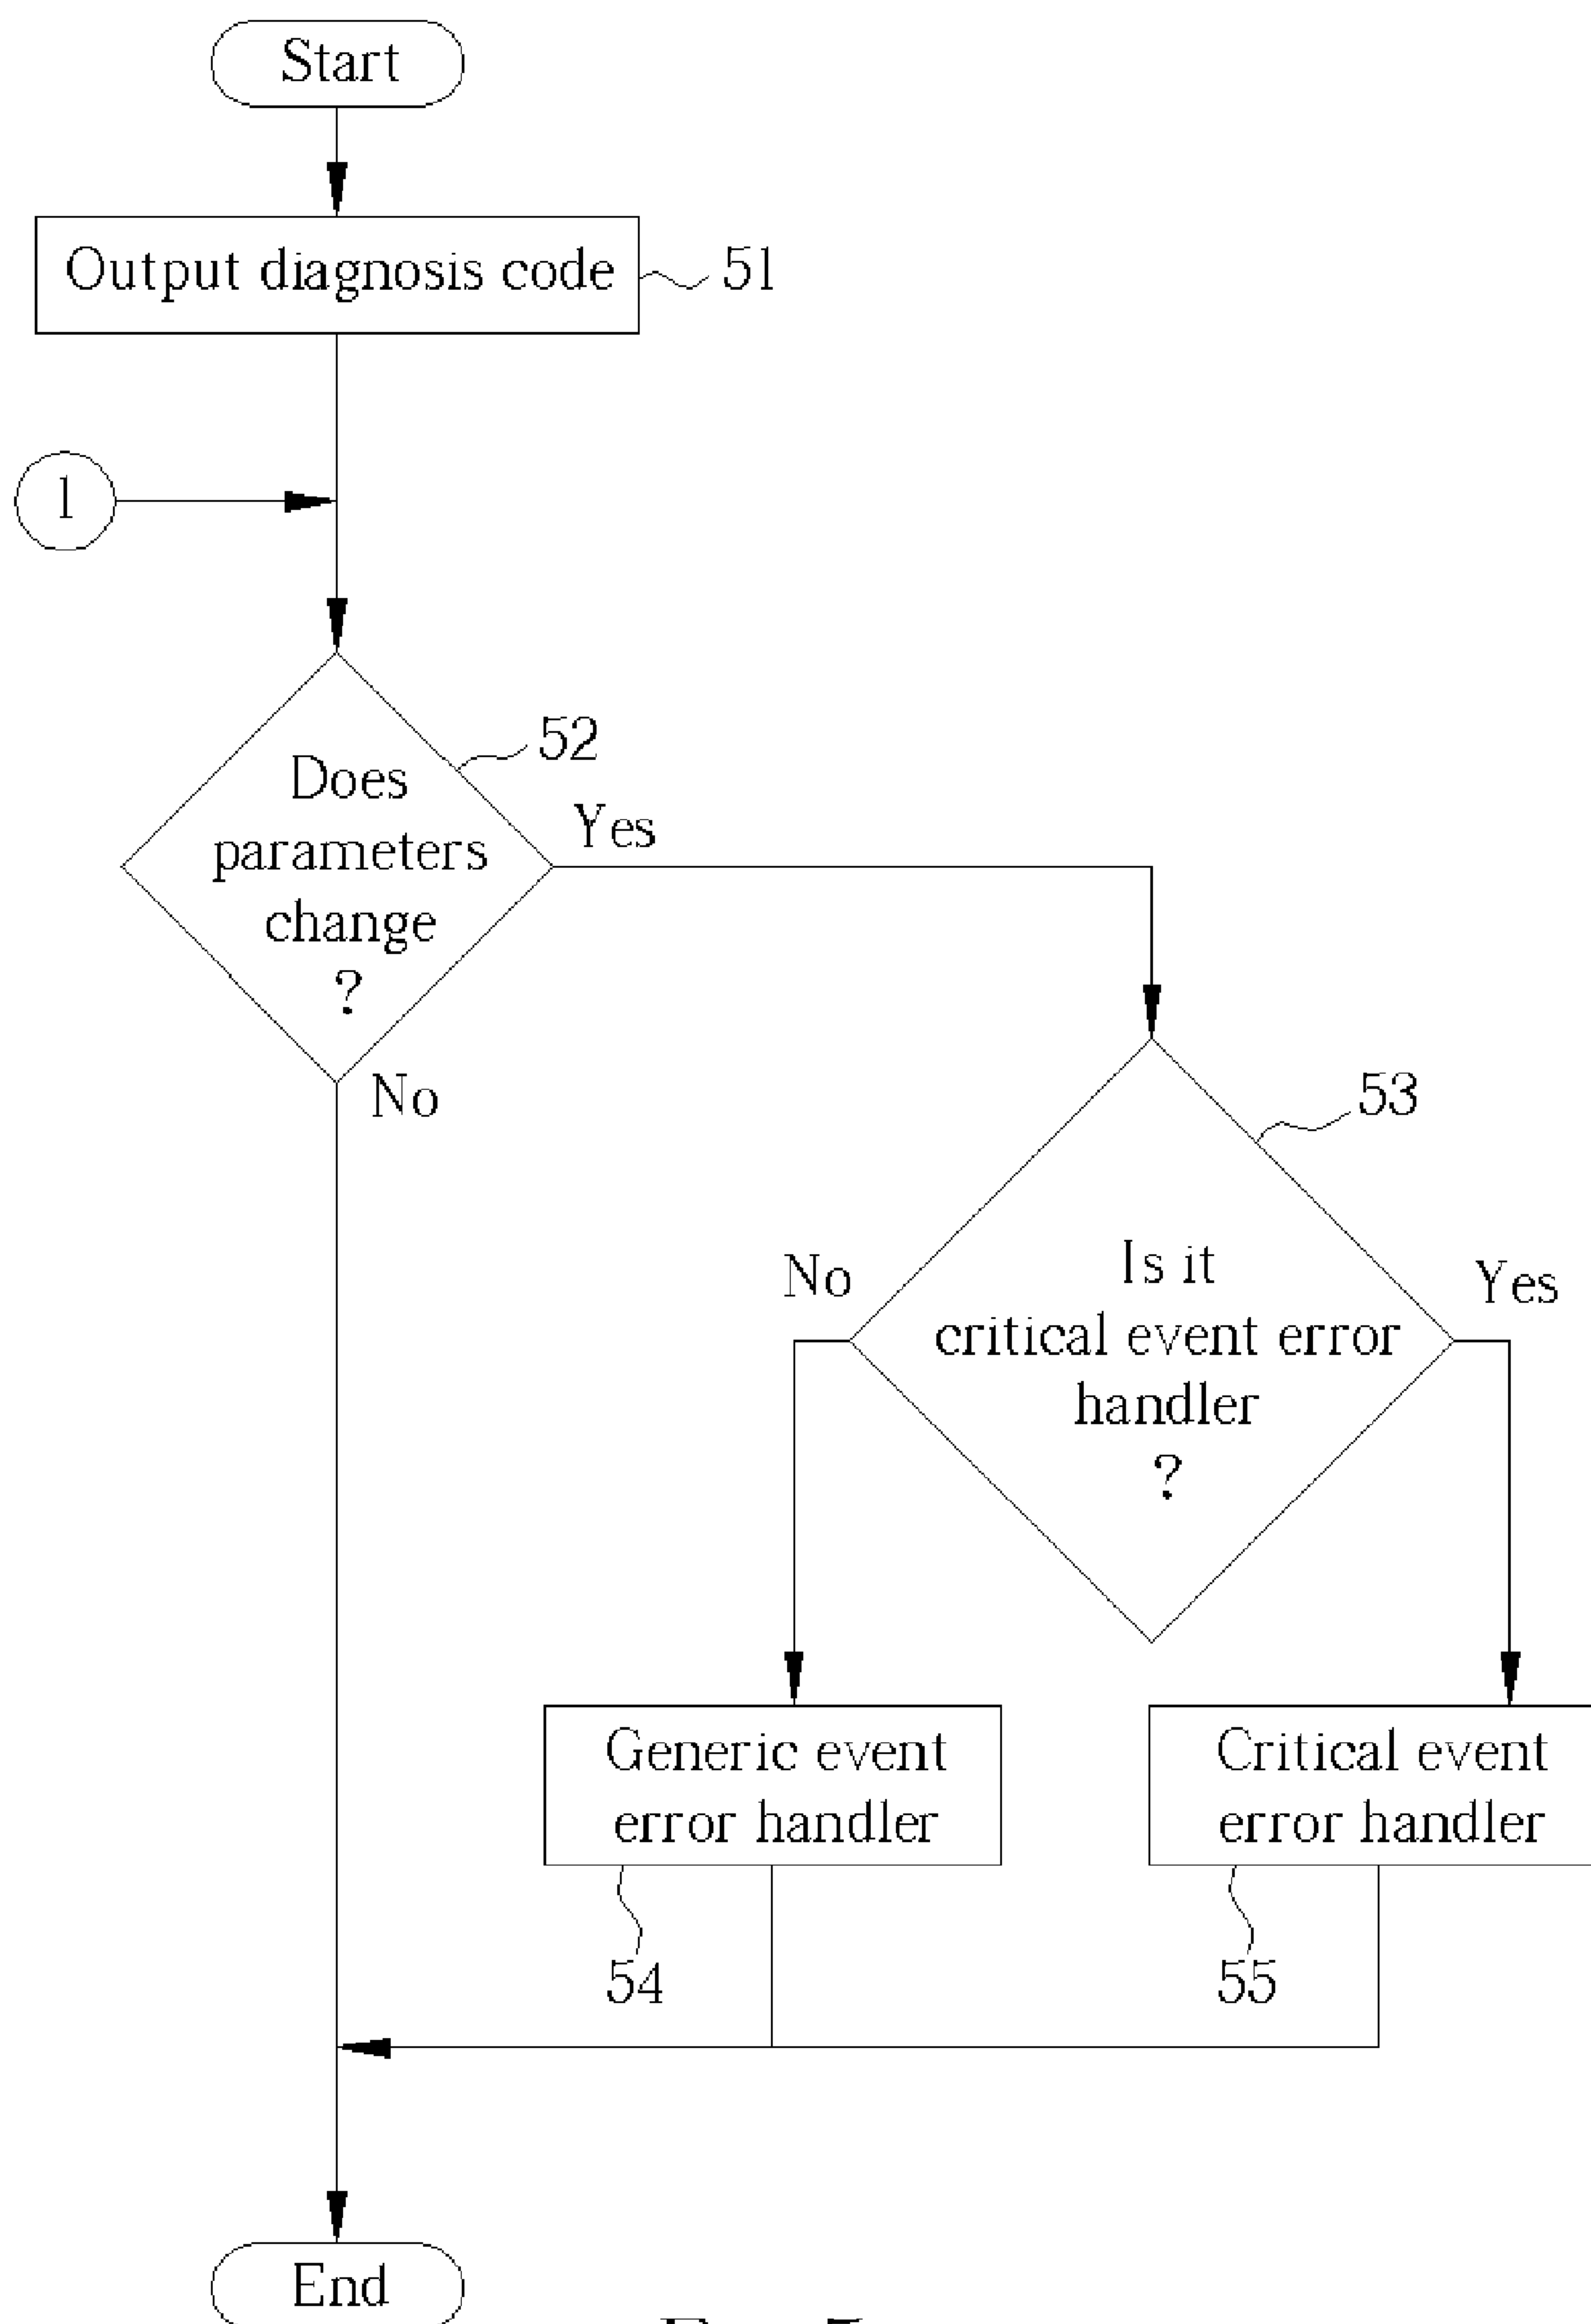 Start
Output diagnosis code
51
1
52
Does
parameters
change
?
Yes
No
53
Is it
critical event error
handler
?
No
Yes
Generic event
error handler
Critical event
error handler
54
55
End